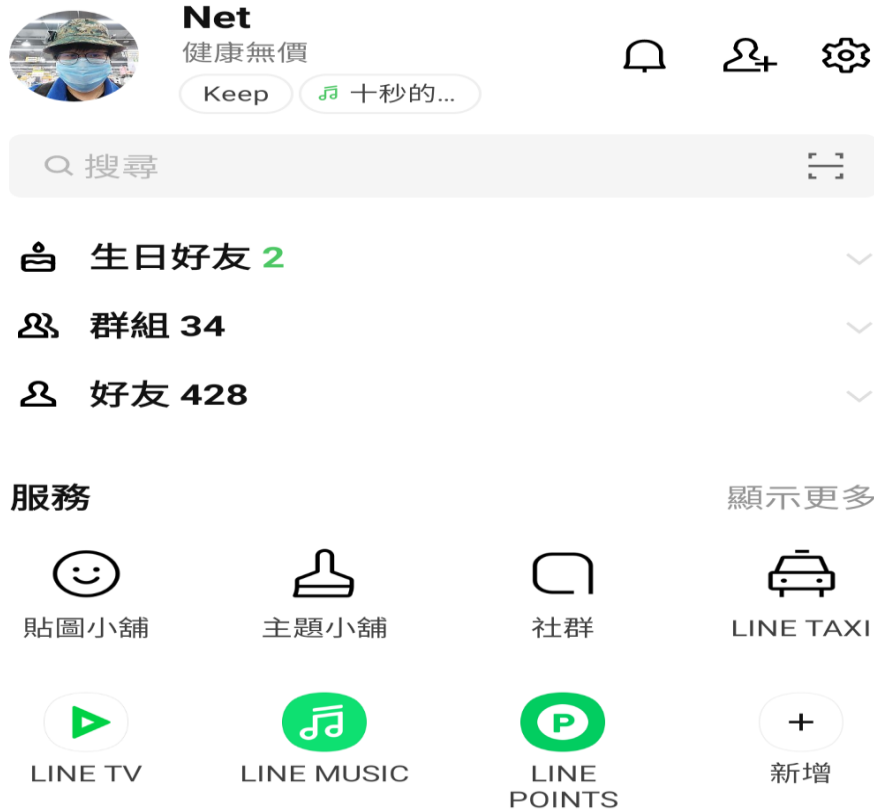 Net
健康無價
Keep
十秒的...
搜尋
生日好友 2
群組 34
好友 428
服務
顯示更多
貼圖小舖
主題小舖
社群
LINE TAXI
P
LINE TV
LINE MUSIC
LINE
POINTS
新增